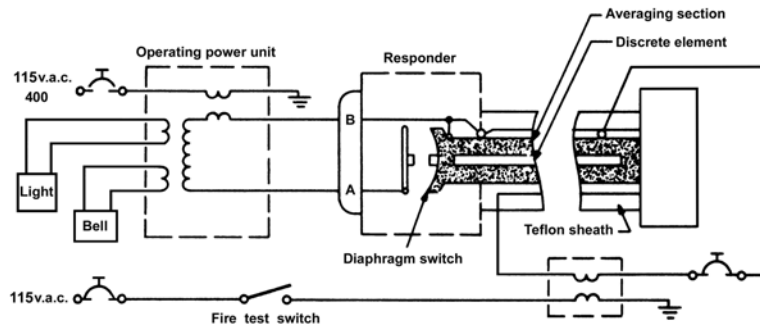 Averaging section
Operating power unit
Responder
Discrete element
115v.a.c.
400
B
Light
A
Bell
Teflon sheath
Diaphragm switch
115v.a.c.
Fire test switch